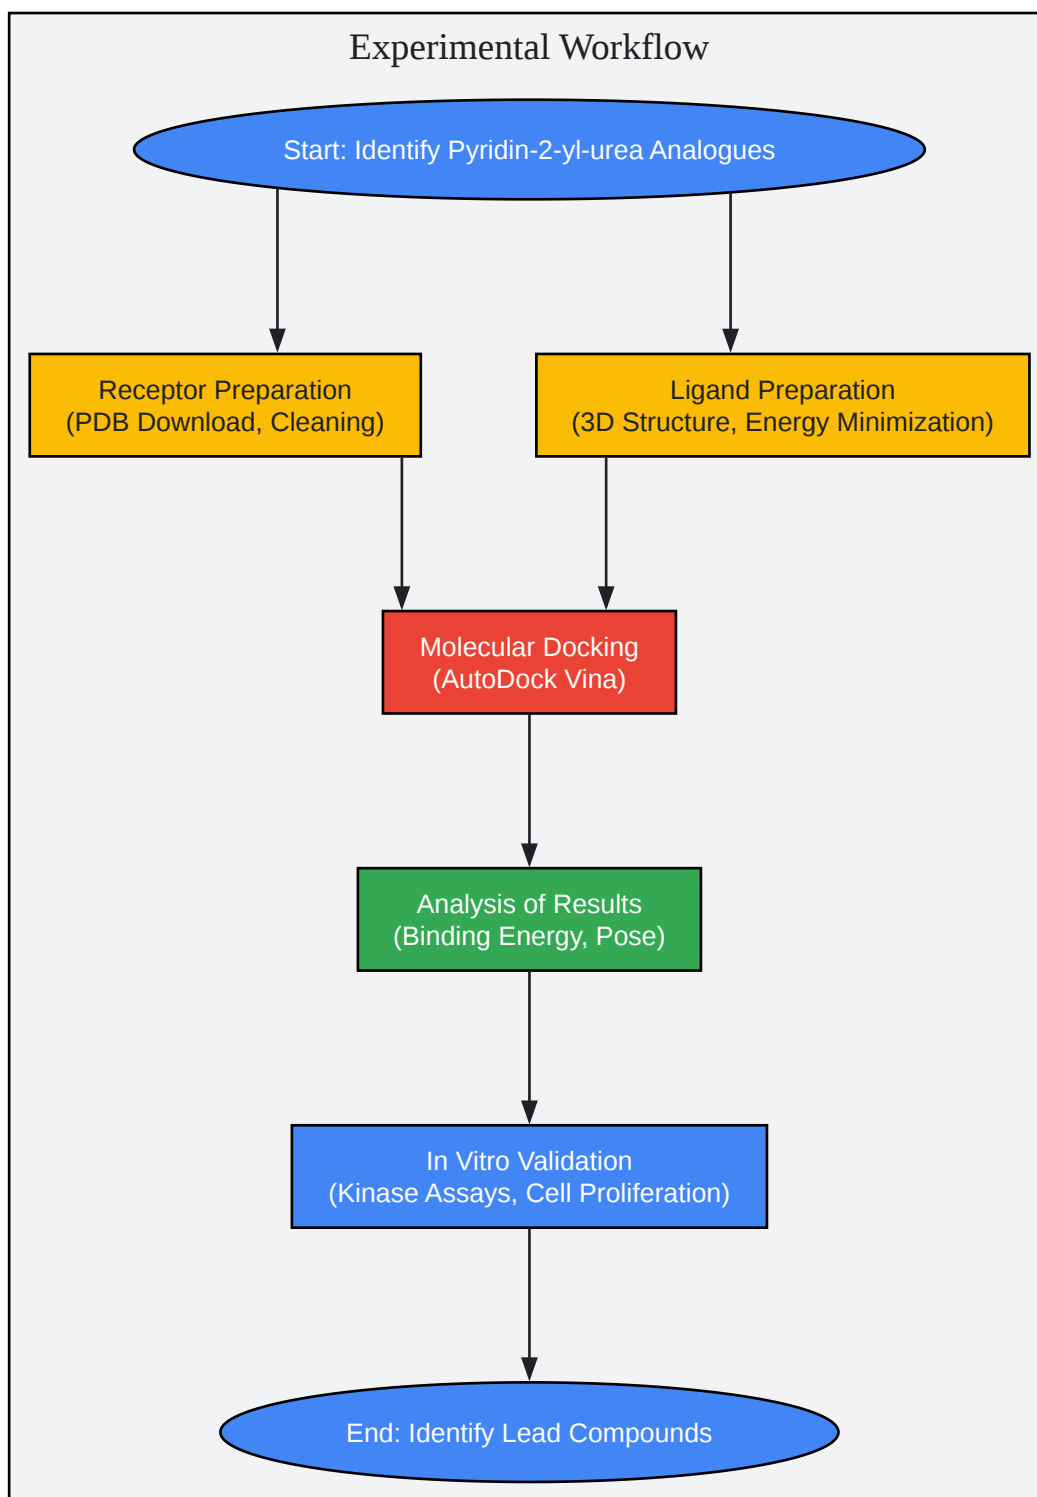 Experimental Workflow
Start: Identify Pyridin-2-yl-urea Analogues
Receptor Preparation
(PDB Download, Cleaning)
Ligand Preparation
(3D Structure, Energy Minimization)
Molecular Docking
(AutoDock Vina)
Analysis of Results
(Binding Energy, Pose)
In Vitro Validation
(Kinase Assays, Cell Proliferation)
End: Identify Lead Compounds